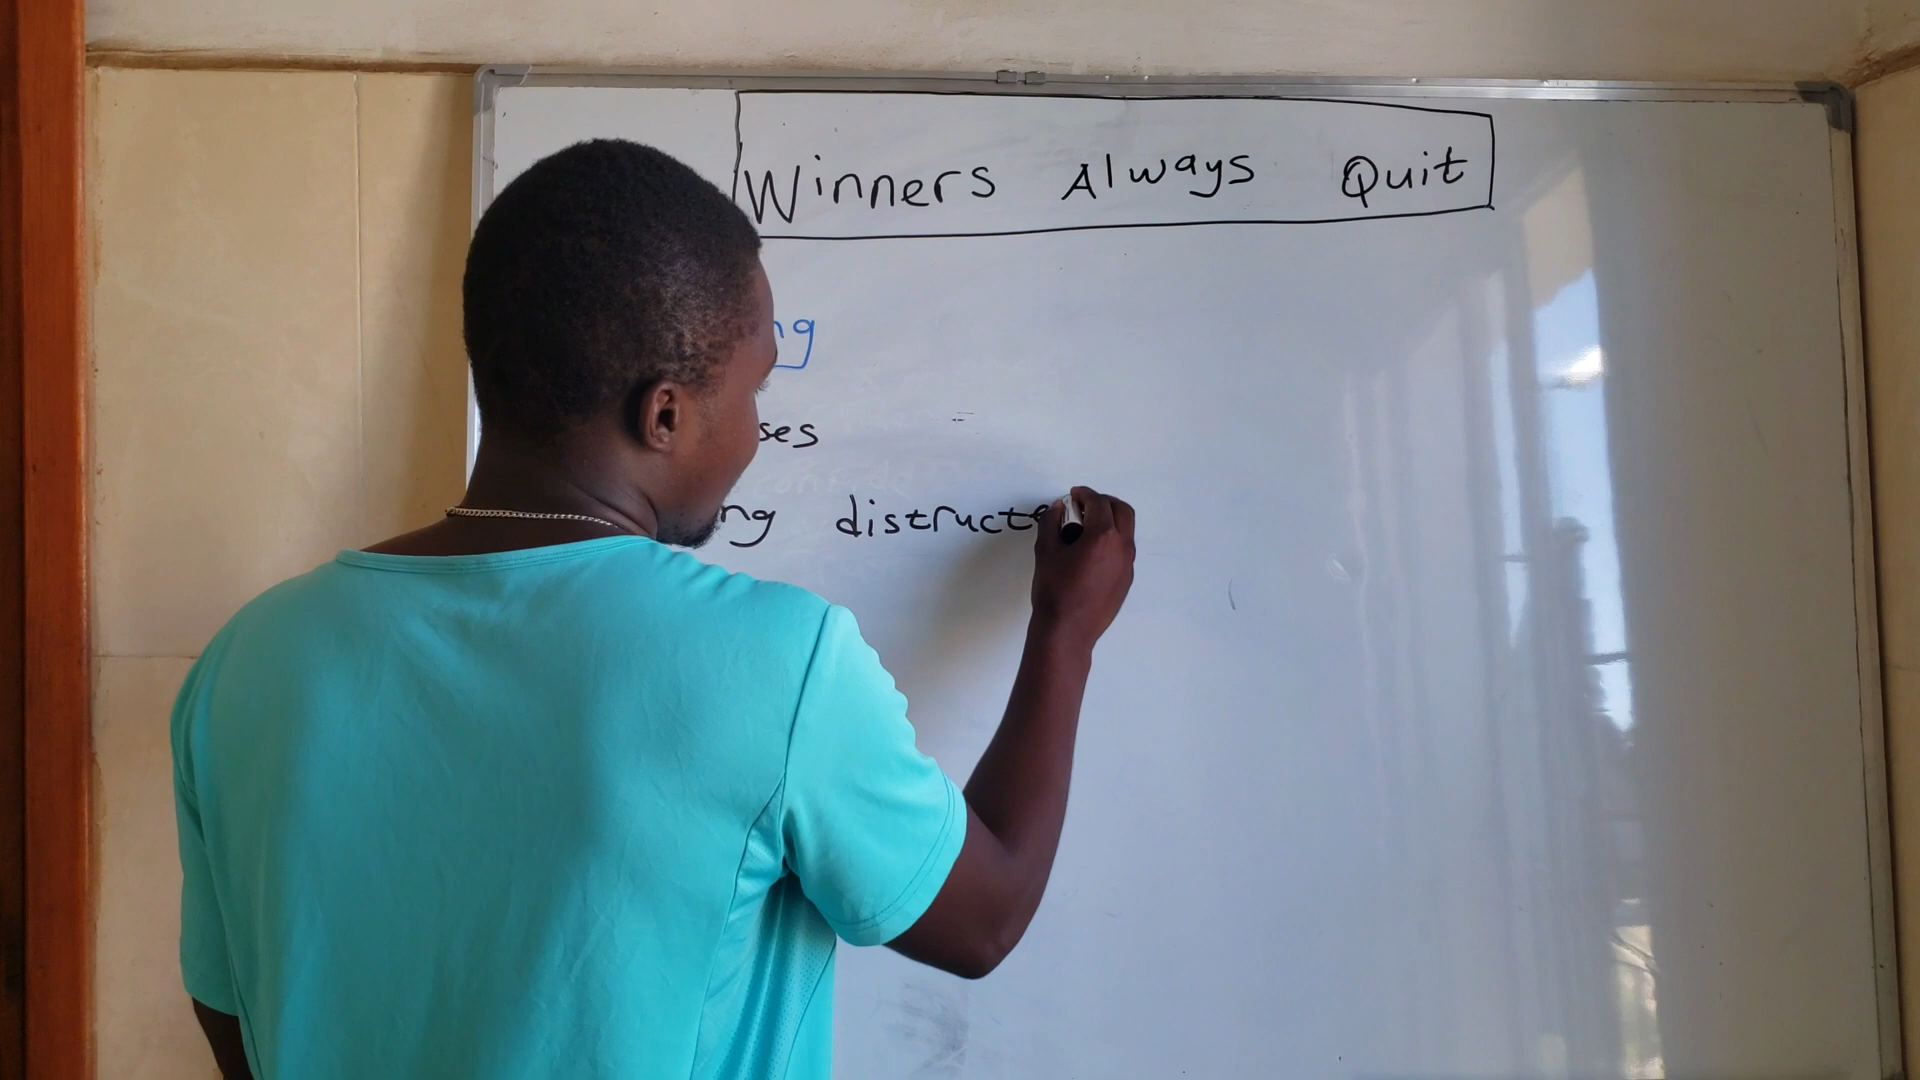 Winners Always Quit
ng
ses
ng distructe